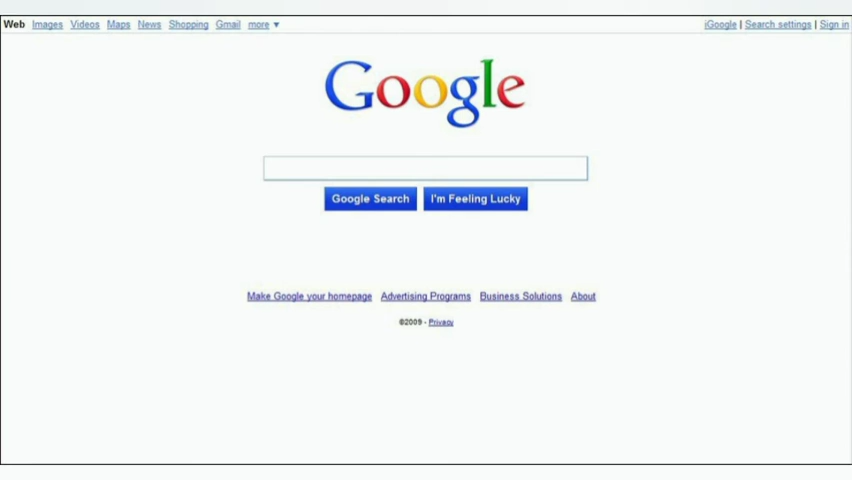 Web Images Videos Maps News Shopping Gmail more ▼ iGoogle | Search settings | Sign in
Google
Google Search I'm Feeling Lucky
Make Google your homepage Advertising Programs Business Solutions About
©2009 - Privacy